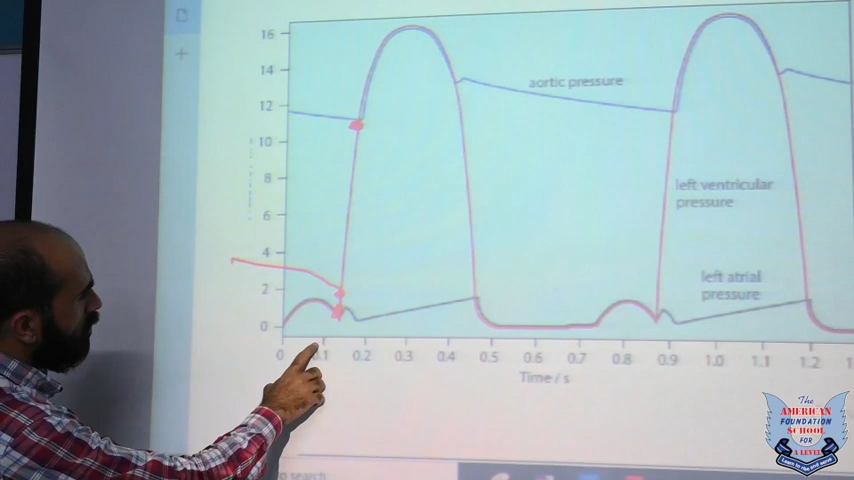 16
14
12
10
8
6
4
2
0
aortic pressure
left ventricular
pressure
left atrial
pressure
0 0.1 0.2 0.3 0.4 0.5 0.6 0.7 0.8 0.9 1.0 1.1 1.2 1
Time / s
search
The
AMERICAN
FOUNDATION
SCHOOL
FOR
A LEVEL